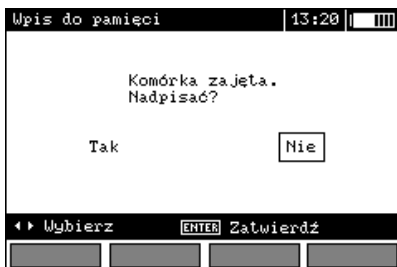 Wpis do pamięci 13:20
Komórka zajęta.
Nadpisać?
Tak Nie
Wybierz ENTER Zatwierdź